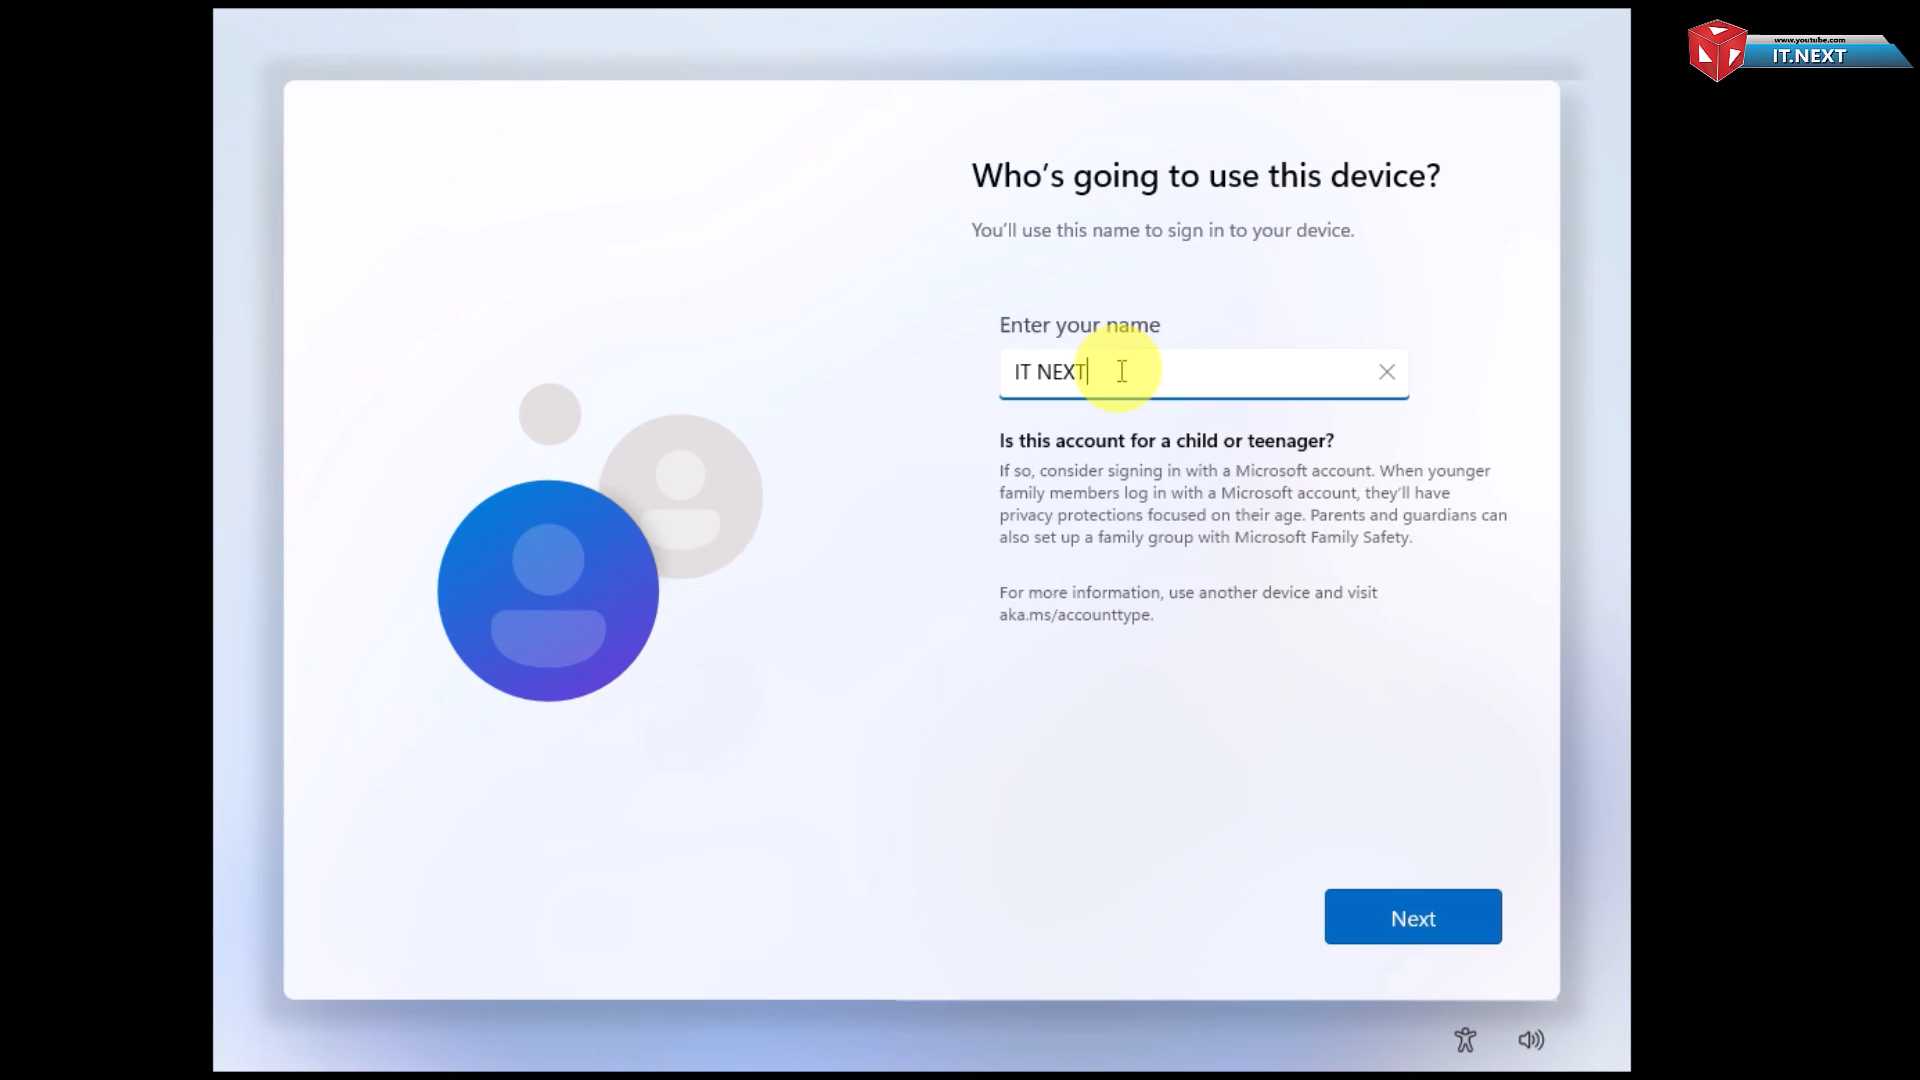 www.youtube.com
IT.NEXT
Who's going to use this device?
You'll use this name to sign in to your device.
Enter your name
IT NEXT
Is this account for a child or teenager?
If so, consider signing in with a Microsoft account. When younger
family members log in with a Microsoft account, they'll have
privacy protections focused on their age. Parents and guardians can
also set up a family group with Microsoft Family Safety.
For more information, use another device and visit
aka.ms/accounttype.
Next